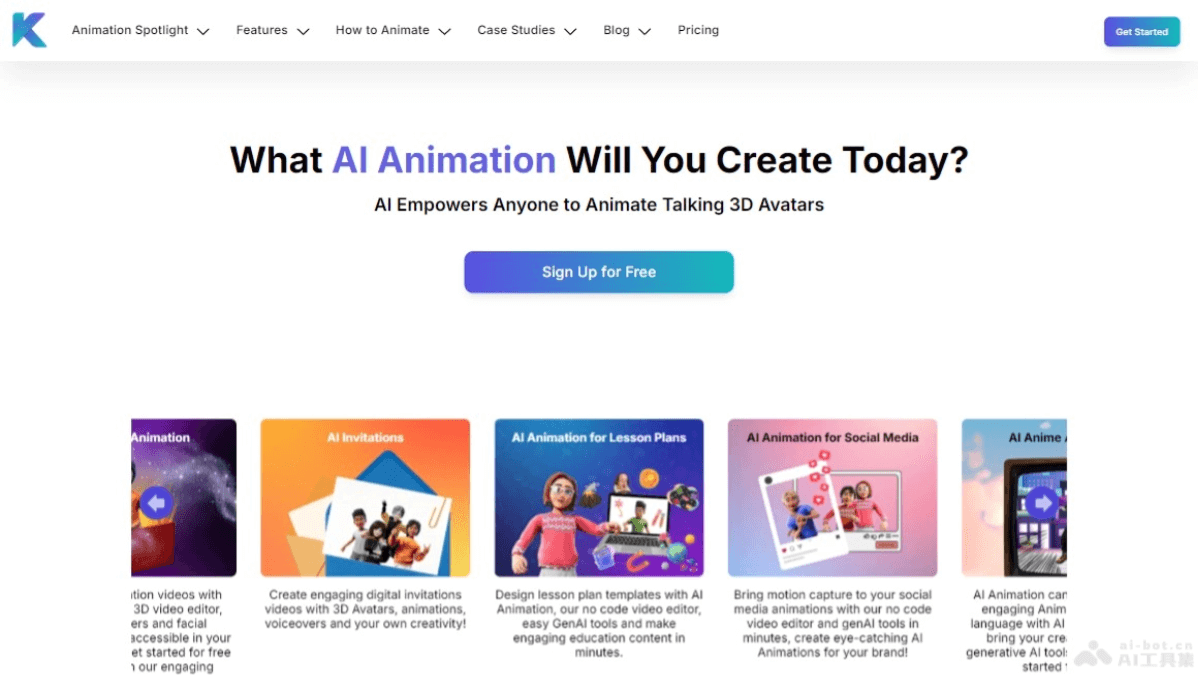 Animation Spotlight
Features
How to Animate
Case Studies
Blog
Pricing
Get Started
What AI Animation Will You Create Today?
AI Empowers Anyone to Animate Talking 3D Avatars
Sign Up for Free
Animation
videos with
3D video editor,
and facial
accessible in your
started for free
our engaging
AI Invitations
Create engaging digital invitations
videos with 3D Avatars, animations,
voiceovers and your own creativity!
AI Animation for Lesson Plans
Design lesson plan templates with AI
Animation, our no code video editor,
easy GenAI tools and make
engaging education content in
minutes.
AI Animation for Social Media
Bring motion capture to your social
media animations with our no code
video editor and genAI tools in
minutes, create eye-catching AI
Animations for your brand!
AI Anime
AI Animation can
engaging Anim
language with AI
bring your cre
generative AI tools
started
ai-bot.cn
AI工具集